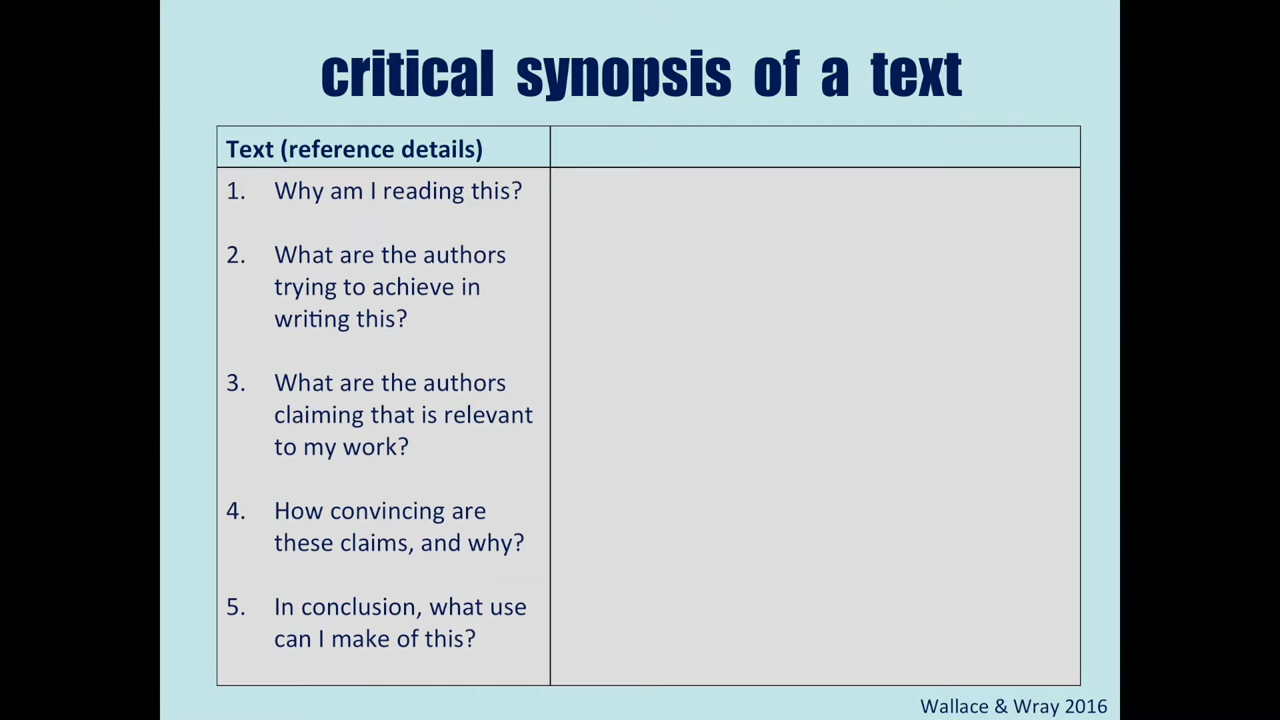 critical synopsis of a text
Text (reference details)
1. Why am I reading this?
2. What are the authors
trying to achieve in
writing this?
3. What are the authors
claiming that is relevant
to my work?
4. How convincing are
these claims, and why?
5. In conclusion, what use
can I make of this?
Wallace & Wray 2016